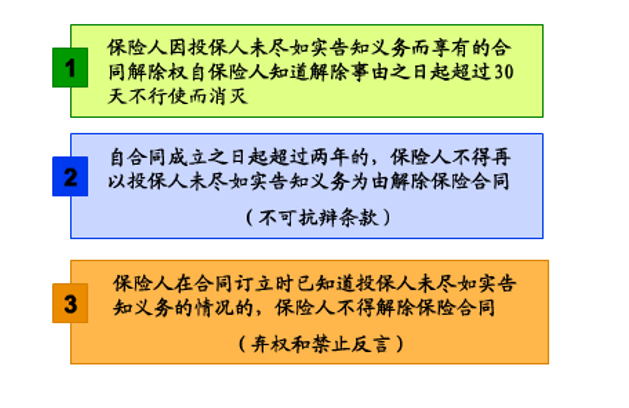 1
保险人因投保人未尽如实告知义务而享有的合
同解除权自保险人知道解除事由之日起超过30
天不行使而消灭
2
自合同成立之日起超过两年的，保险人不得再
以投保人未尽如实告知义务为由解除保险合同
（不可抗辩条款）
3
保险人在合同订立时已知道投保人未尽如实告
知义务的情况的，保险人不得解除保险合同
（弃权和禁止反言）